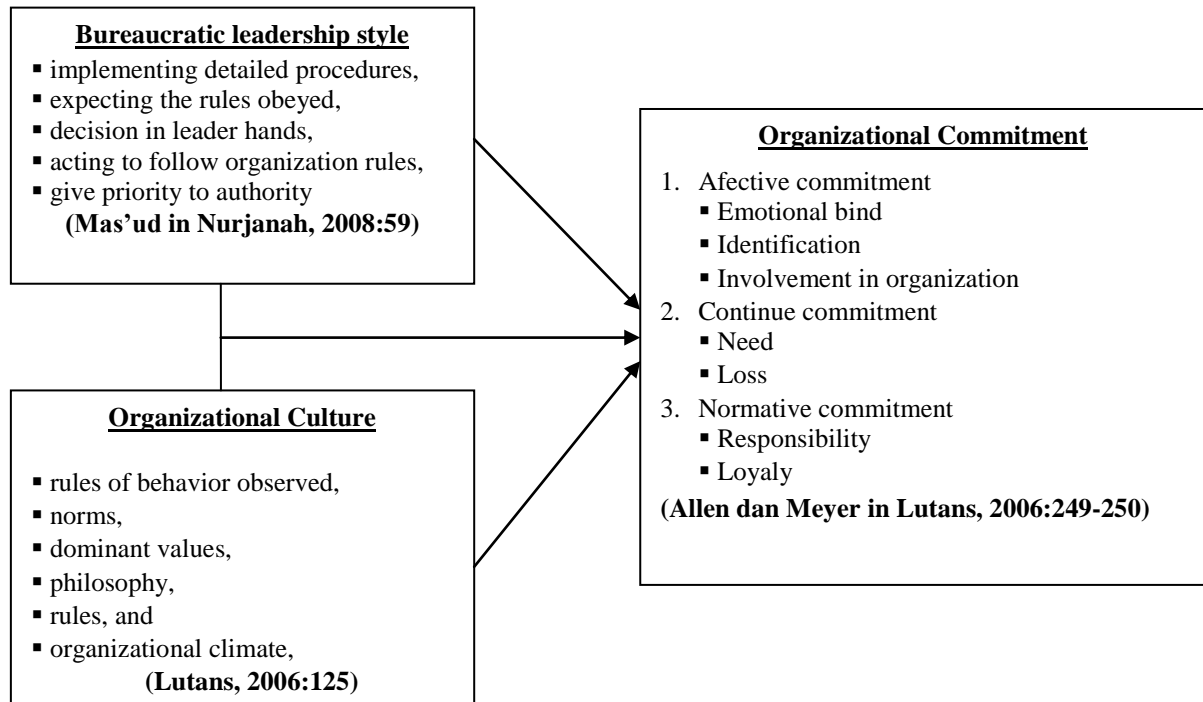 Bureaucratic leadership style
▪ implementing detailed procedures,
▪ expecting the rules obeyed,
▪ decision in leader hands,
▪ acting to follow organization rules,
▪ give priority to authority
(Mas’ud in Nurjanah, 2008:59)
Organizational Culture
▪ rules of behavior observed,
▪ norms,
▪ dominant values,
▪ philosophy,
▪ rules, and
▪ organizational climate,
(Lutans, 2006:125)
Organizational Commitment
1. Afective commitment
▪ Emotional bind
▪ Identification
▪ Involvement in organization
2. Continue commitment
▪ Need
▪ Loss
3. Normative commitment
▪ Responsibility
▪ Loyaly
(Allen dan Meyer in Lutans, 2006:249-250)